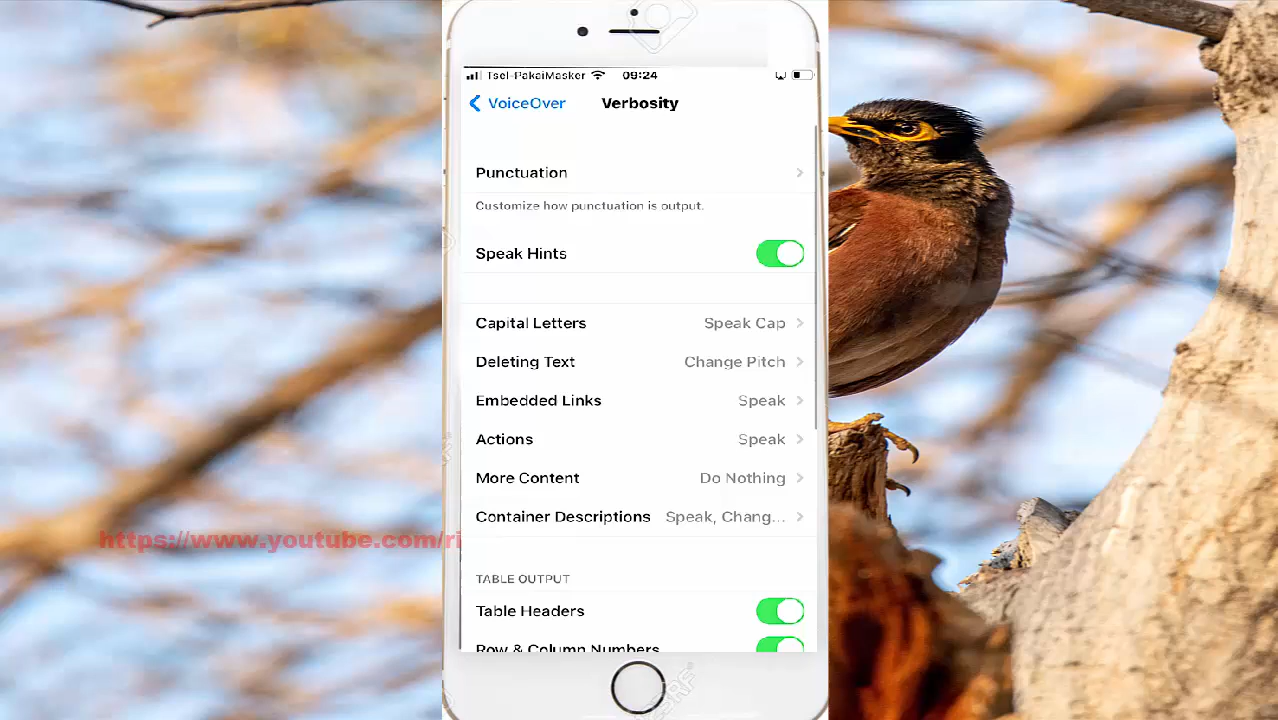 Tsel-PakaiMasker 09:24
VoiceOver Verbosity
Punctuation
Customize how punctuation is output.
Speak Hints
Capital Letters Speak Cap
Deleting Text Change Pitch
Embedded Links Speak
Actions Speak
More Content Do Nothing
Container Descriptions Speak, Chang...
https://www.youtube.com/ri
TABLE OUTPUT
Table Headers
Row & Column Numbers